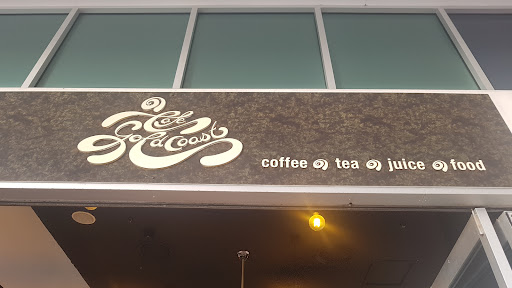 Cafe
Gold Coast
coffee tea juice food